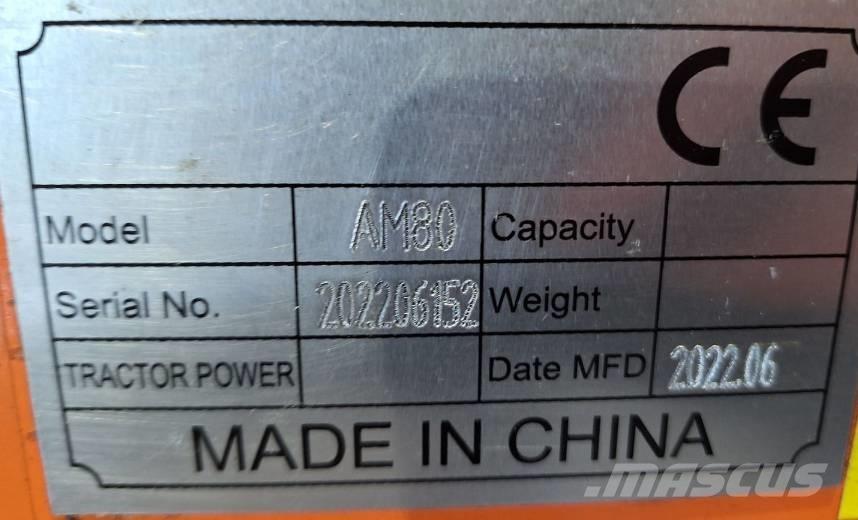 CE
Model AM80 Capacity
Serial No. 202206152 Weight
TRACTOR POWER Date MFD 2022.06
MADE IN CHINA
MASCUS